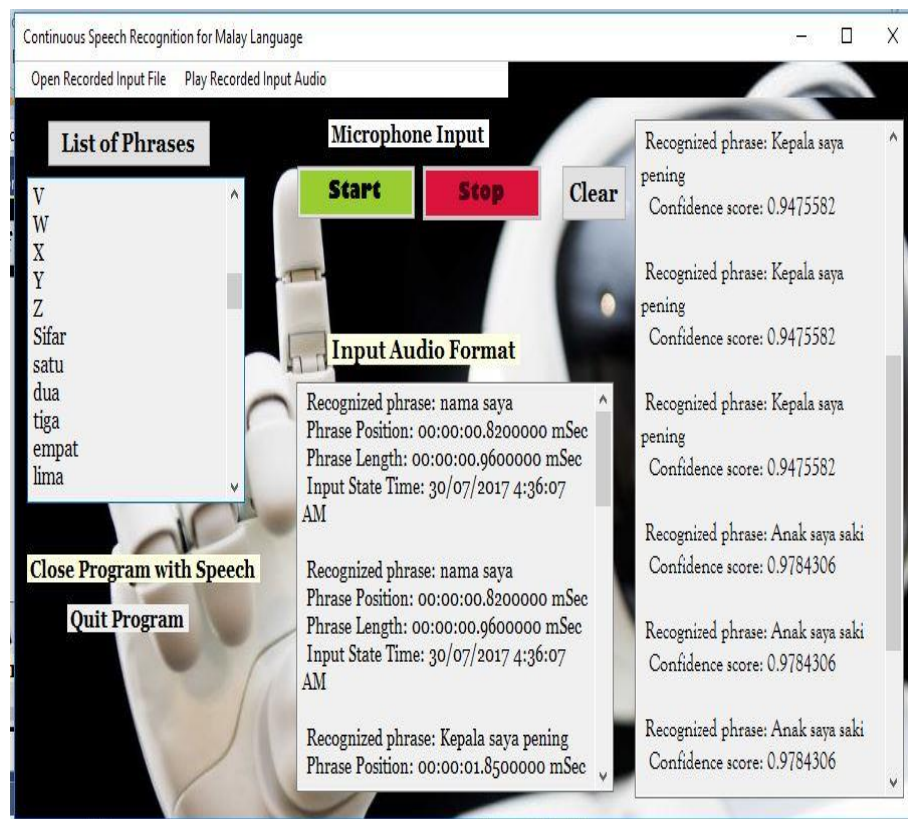 Continuous Speech Recognition for Malay Language
Open Recorded Input File Play Recorded Input Audio
List of Phrases
V
W
X
Y
Z
Sifar
satu
dua
tiga
empat
lima
Close Program with Speech
Quit Program
Microphone Input
Start Stop Clear
Input Audio Format
Recognized phrase: nama saya
Phrase Position: 00:00:00.8200000 mSec
Phrase Length: 00:00:00.9600000 mSec
Input State Time: 30/07/2017 4:36:07
AM
Recognized phrase: nama saya
Phrase Position: 00:00:00.8200000 mSec
Phrase Length: 00:00:00.9600000 mSec
Input State Time: 30/07/2017 4:36:07
AM
Recognized phrase: Kepala saya pening
Phrase Position: 00:00:01.8500000 mSec
Recognized phrase: Kepala saya
pening
Confidence score: 0.9475582
Recognized phrase: Kepala saya
pening
Confidence score: 0.9475582
Recognized phrase: Kepala saya
pening
Confidence score: 0.9475582
Recognized phrase: Anak saya saki
Confidence score: 0.9784306
Recognized phrase: Anak saya saki
Confidence score: 0.9784306
Recognized phrase: Anak saya saki
Confidence score: 0.9784306